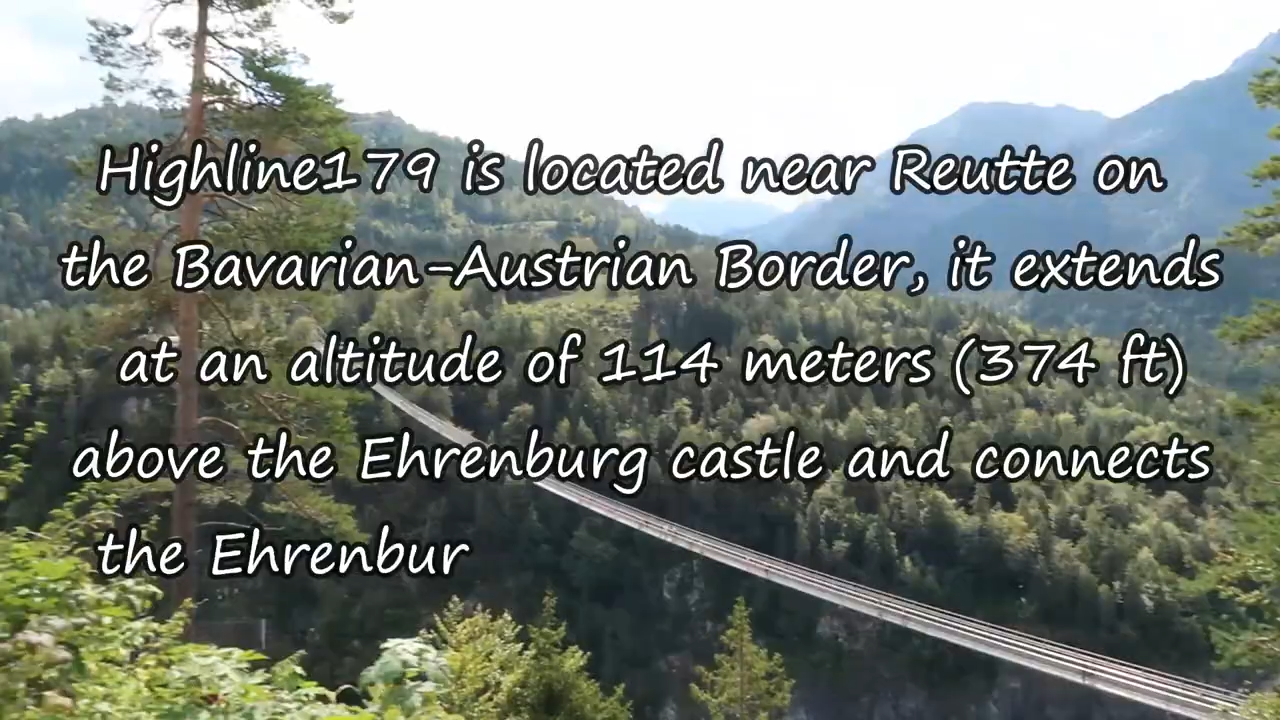 Highline179 is located near Reutte on
the Bavarian-Austrian Border, it extends
at an altitude of 114 meters (374 ft)
above the Ehrenburg castle and connects
the Ehrenbur